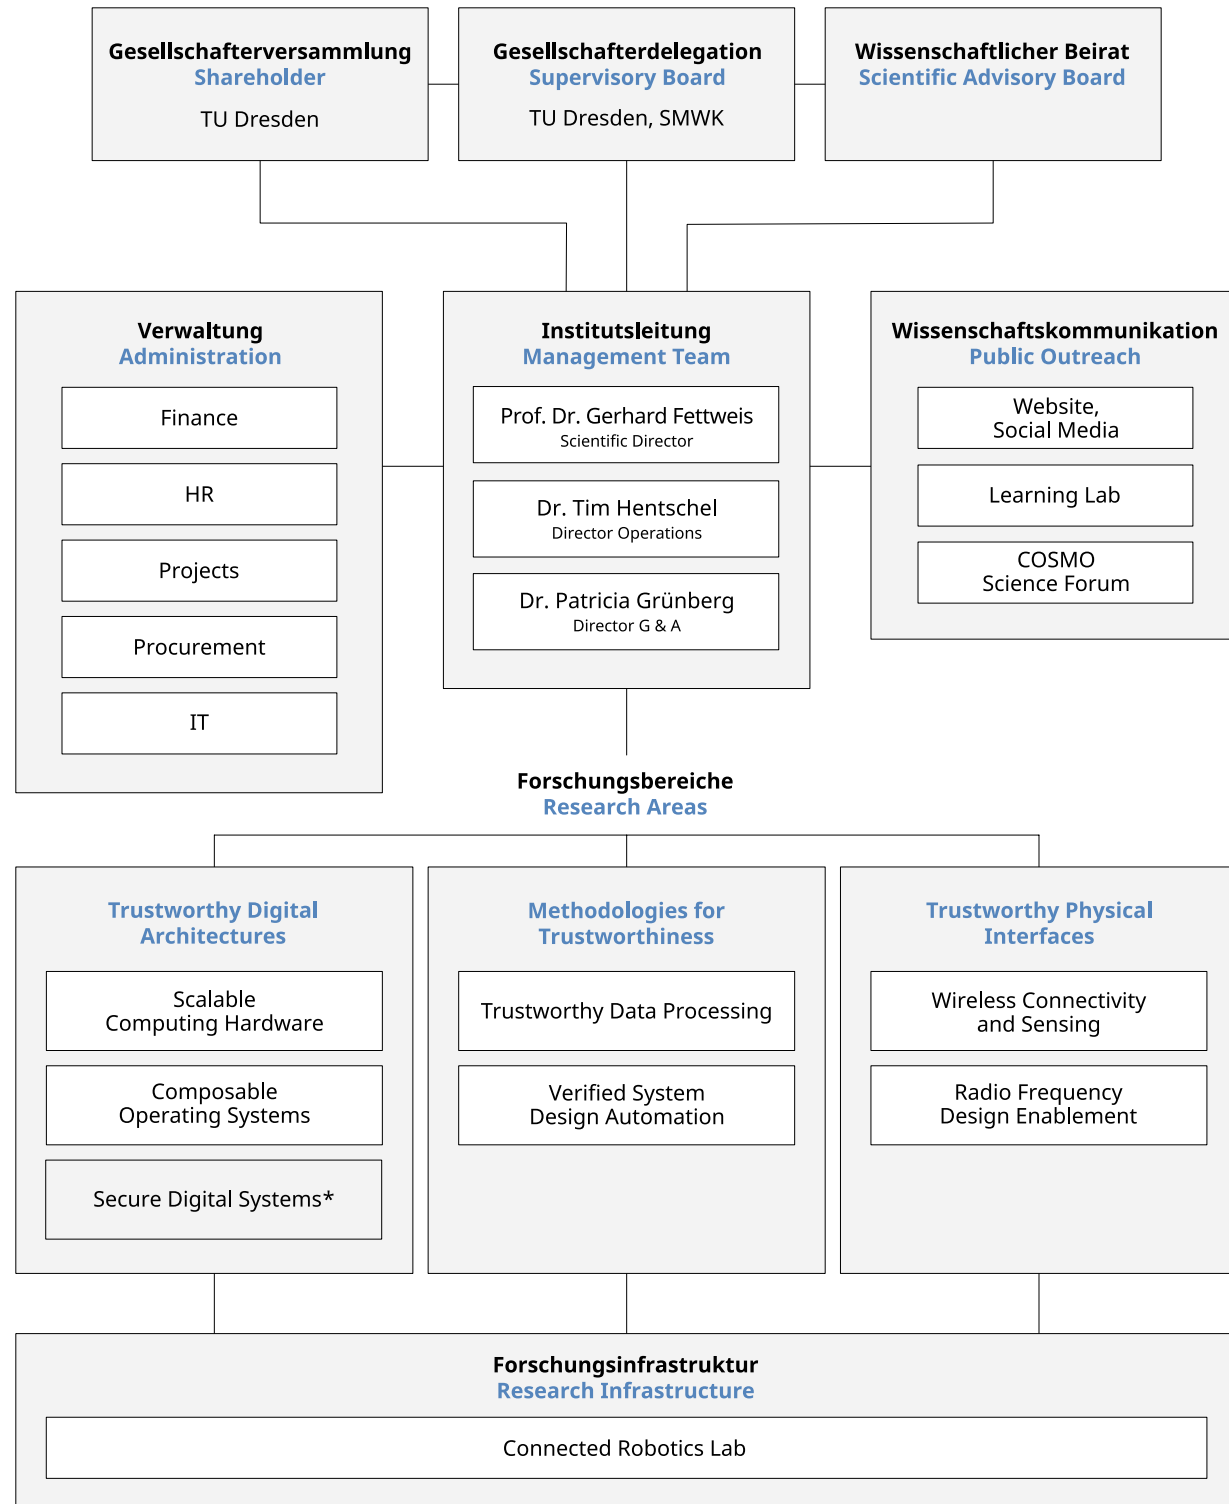 Gesellschafterversammlung
Shareholder
TU Dresden
Gesellschafterdelegation
Supervisory Board
TU Dresden, SMWK
Wissenschaftlicher Beirat
Scientific Advisory Board
Verwaltung
Administration
Finance
HR
Projects
Procurement
IT
Institutsleitung
Management Team
Prof. Dr. Gerhard Fettweis
Scientific Director
Dr. Tim Hentschel
Director Operations
Dr. Patricia Grünberg
Director G & A
Wissenschaftskommunikation
Public Outreach
Website,
Social Media
Learning Lab
COSMO
Science Forum
Forschungsbereiche
Research Areas
Trustworthy Digital
Architectures
Scalable
Computing Hardware
Composable
Operating Systems
Secure Digital Systems*
Methodologies for
Trustworthiness
Trustworthy Data Processing
Verified System
Design Automation
Trustworthy Physical
Interfaces
Wireless Connectivity
and Sensing
Radio Frequency
Design Enablement
Forschungsinfrastruktur
Research Infrastructure
Connected Robotics Lab